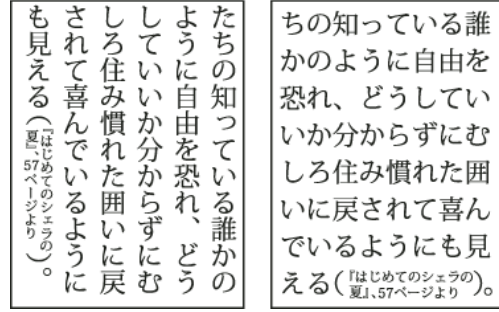 たちの知っている誰かの
ように自由を恐れ、どう
していいか分からずにむ
しろ住み慣れた囲いに戻
されて喜んでいるように
も見える(『はじめてのシェラの
夏』、57ページより)。
ちの知っている誰
かのように自由を
恐れ、どうしてい
いか分からずにむ
しろ住み慣れた囲
いに戻されて喜ん
でいるようにも見
える(『はじめてのシェラの
夏』、57ページより)。